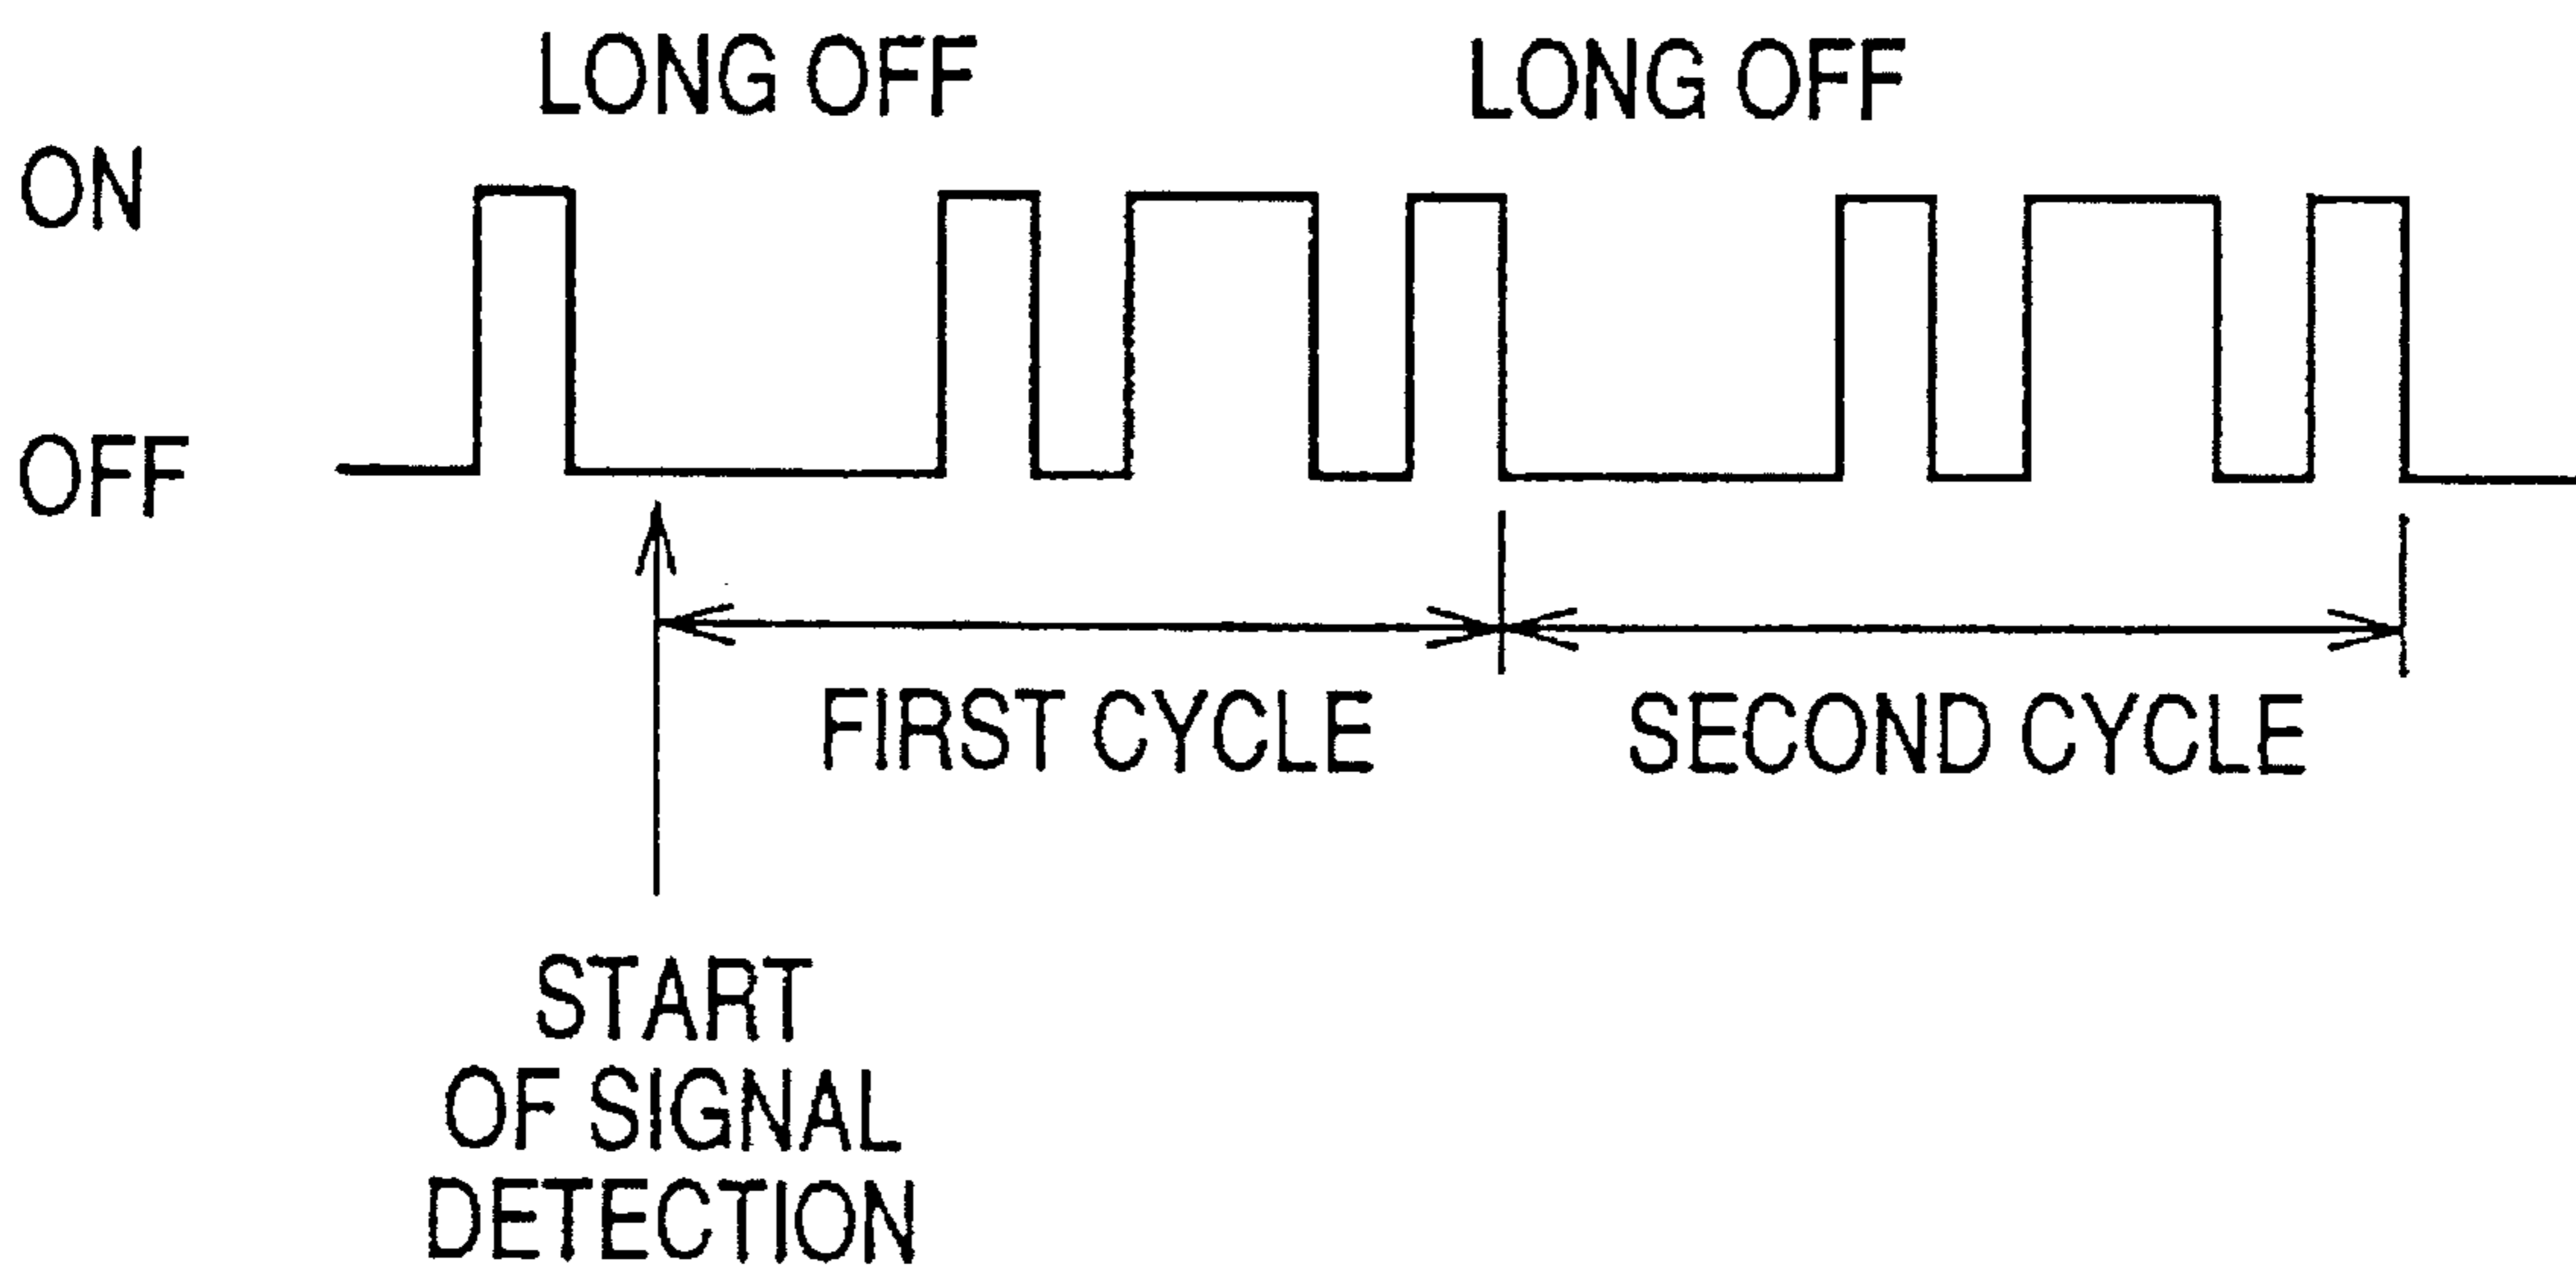 LONG OFF
LONG OFF
ON
OFF
FIRST CYCLE
SECOND CYCLE
START
OF SIGNAL
DETECTION